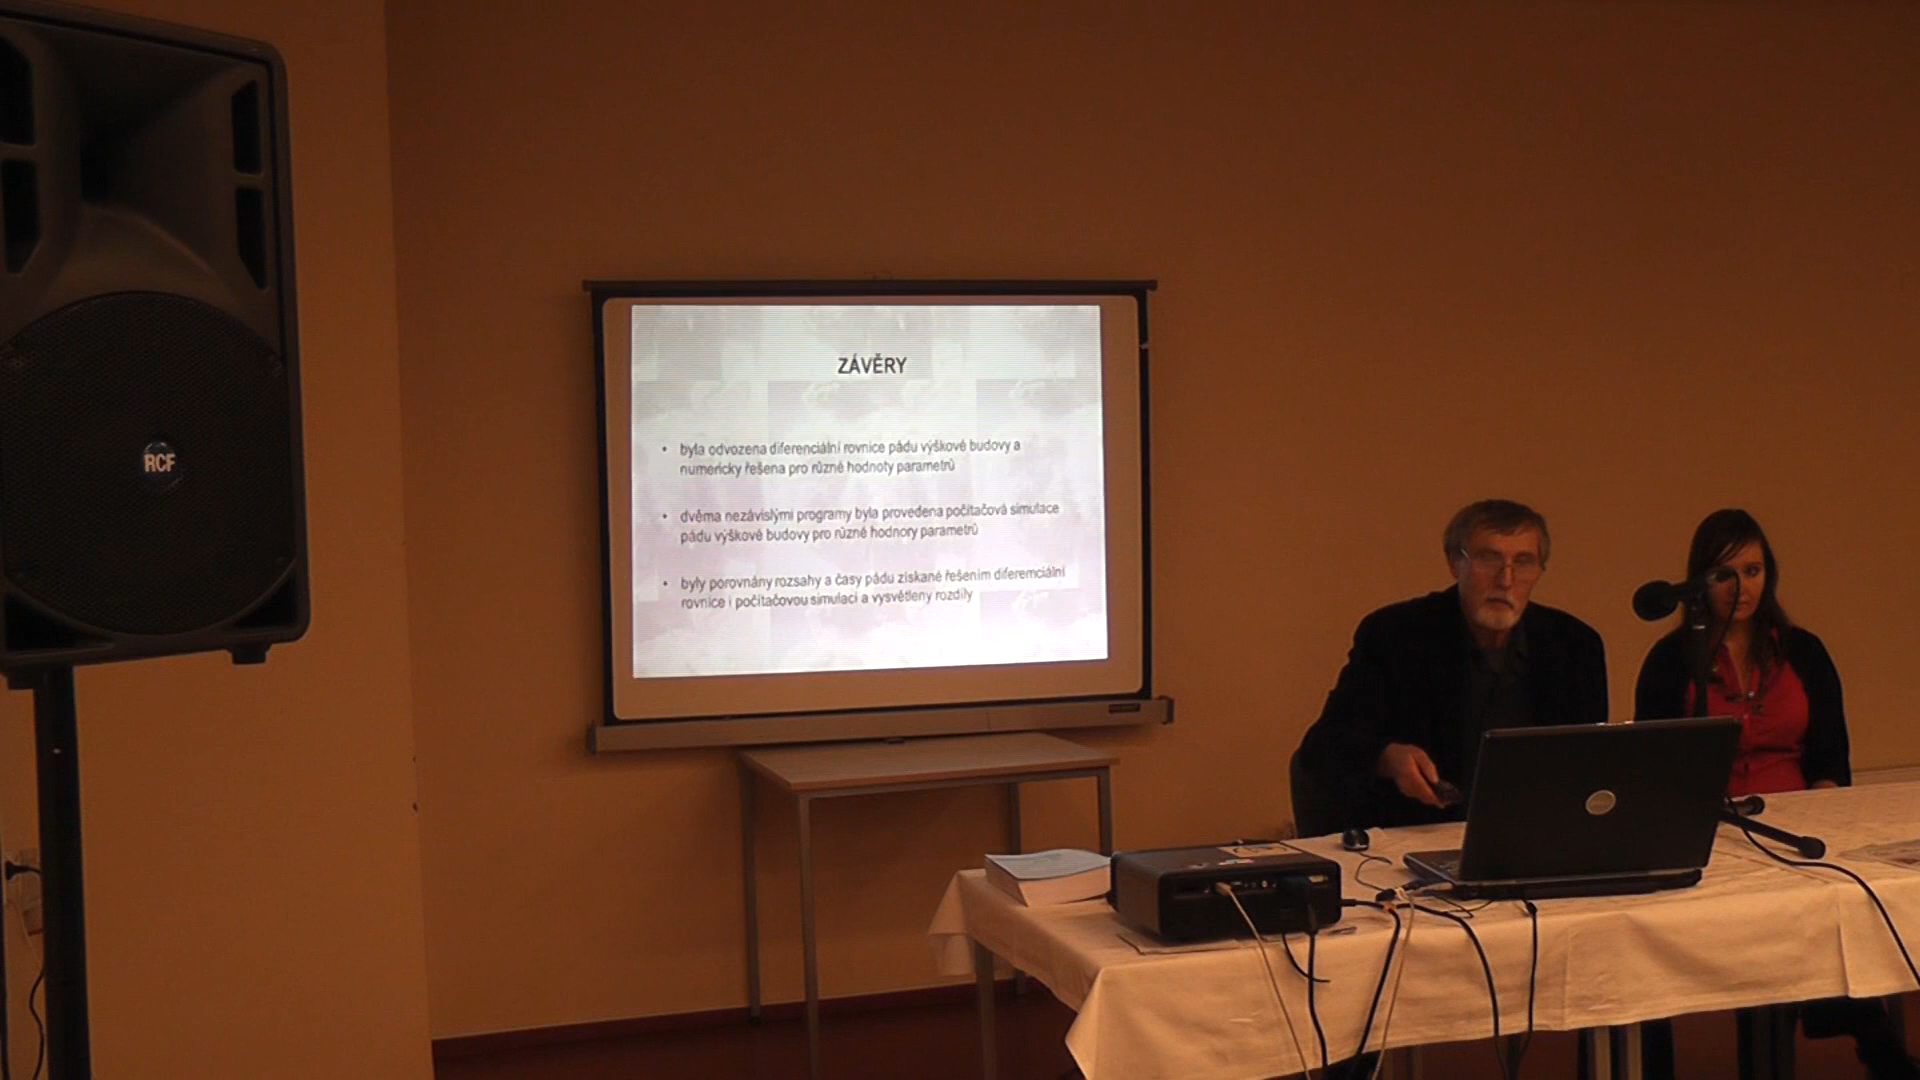 RCF
ZÁVĚRY
• byla odvozena diferenciální rovnice pádu výškové budovy a
numericky řešena pro různé hodnoty parametrů
• dvěma nezávislými programy byla provedena počítačová simulace
pádu výškové budovy pro různé hodnory parametrů
• byly porovnány rozsahy a časy pádu získané řešením diferemciální
rovnice i počítačovou simulací a vysvětleny rozdíly